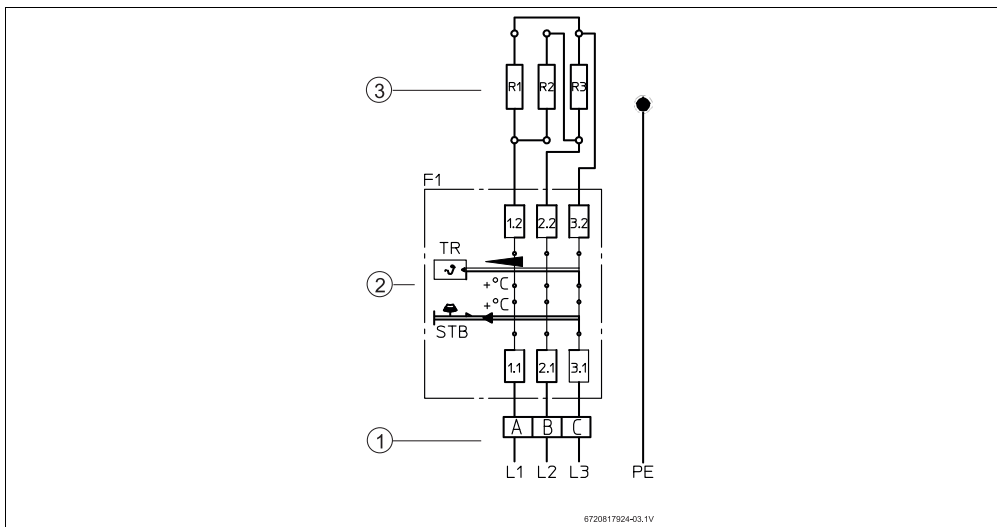 R1 R2 R3
3
F1
1.2 2.2 3.2
TR
+°C
2
+°C
STB
1.1 2.1 3.1
A B C
1
L1 L2 L3 PE
6720817924-03.1V